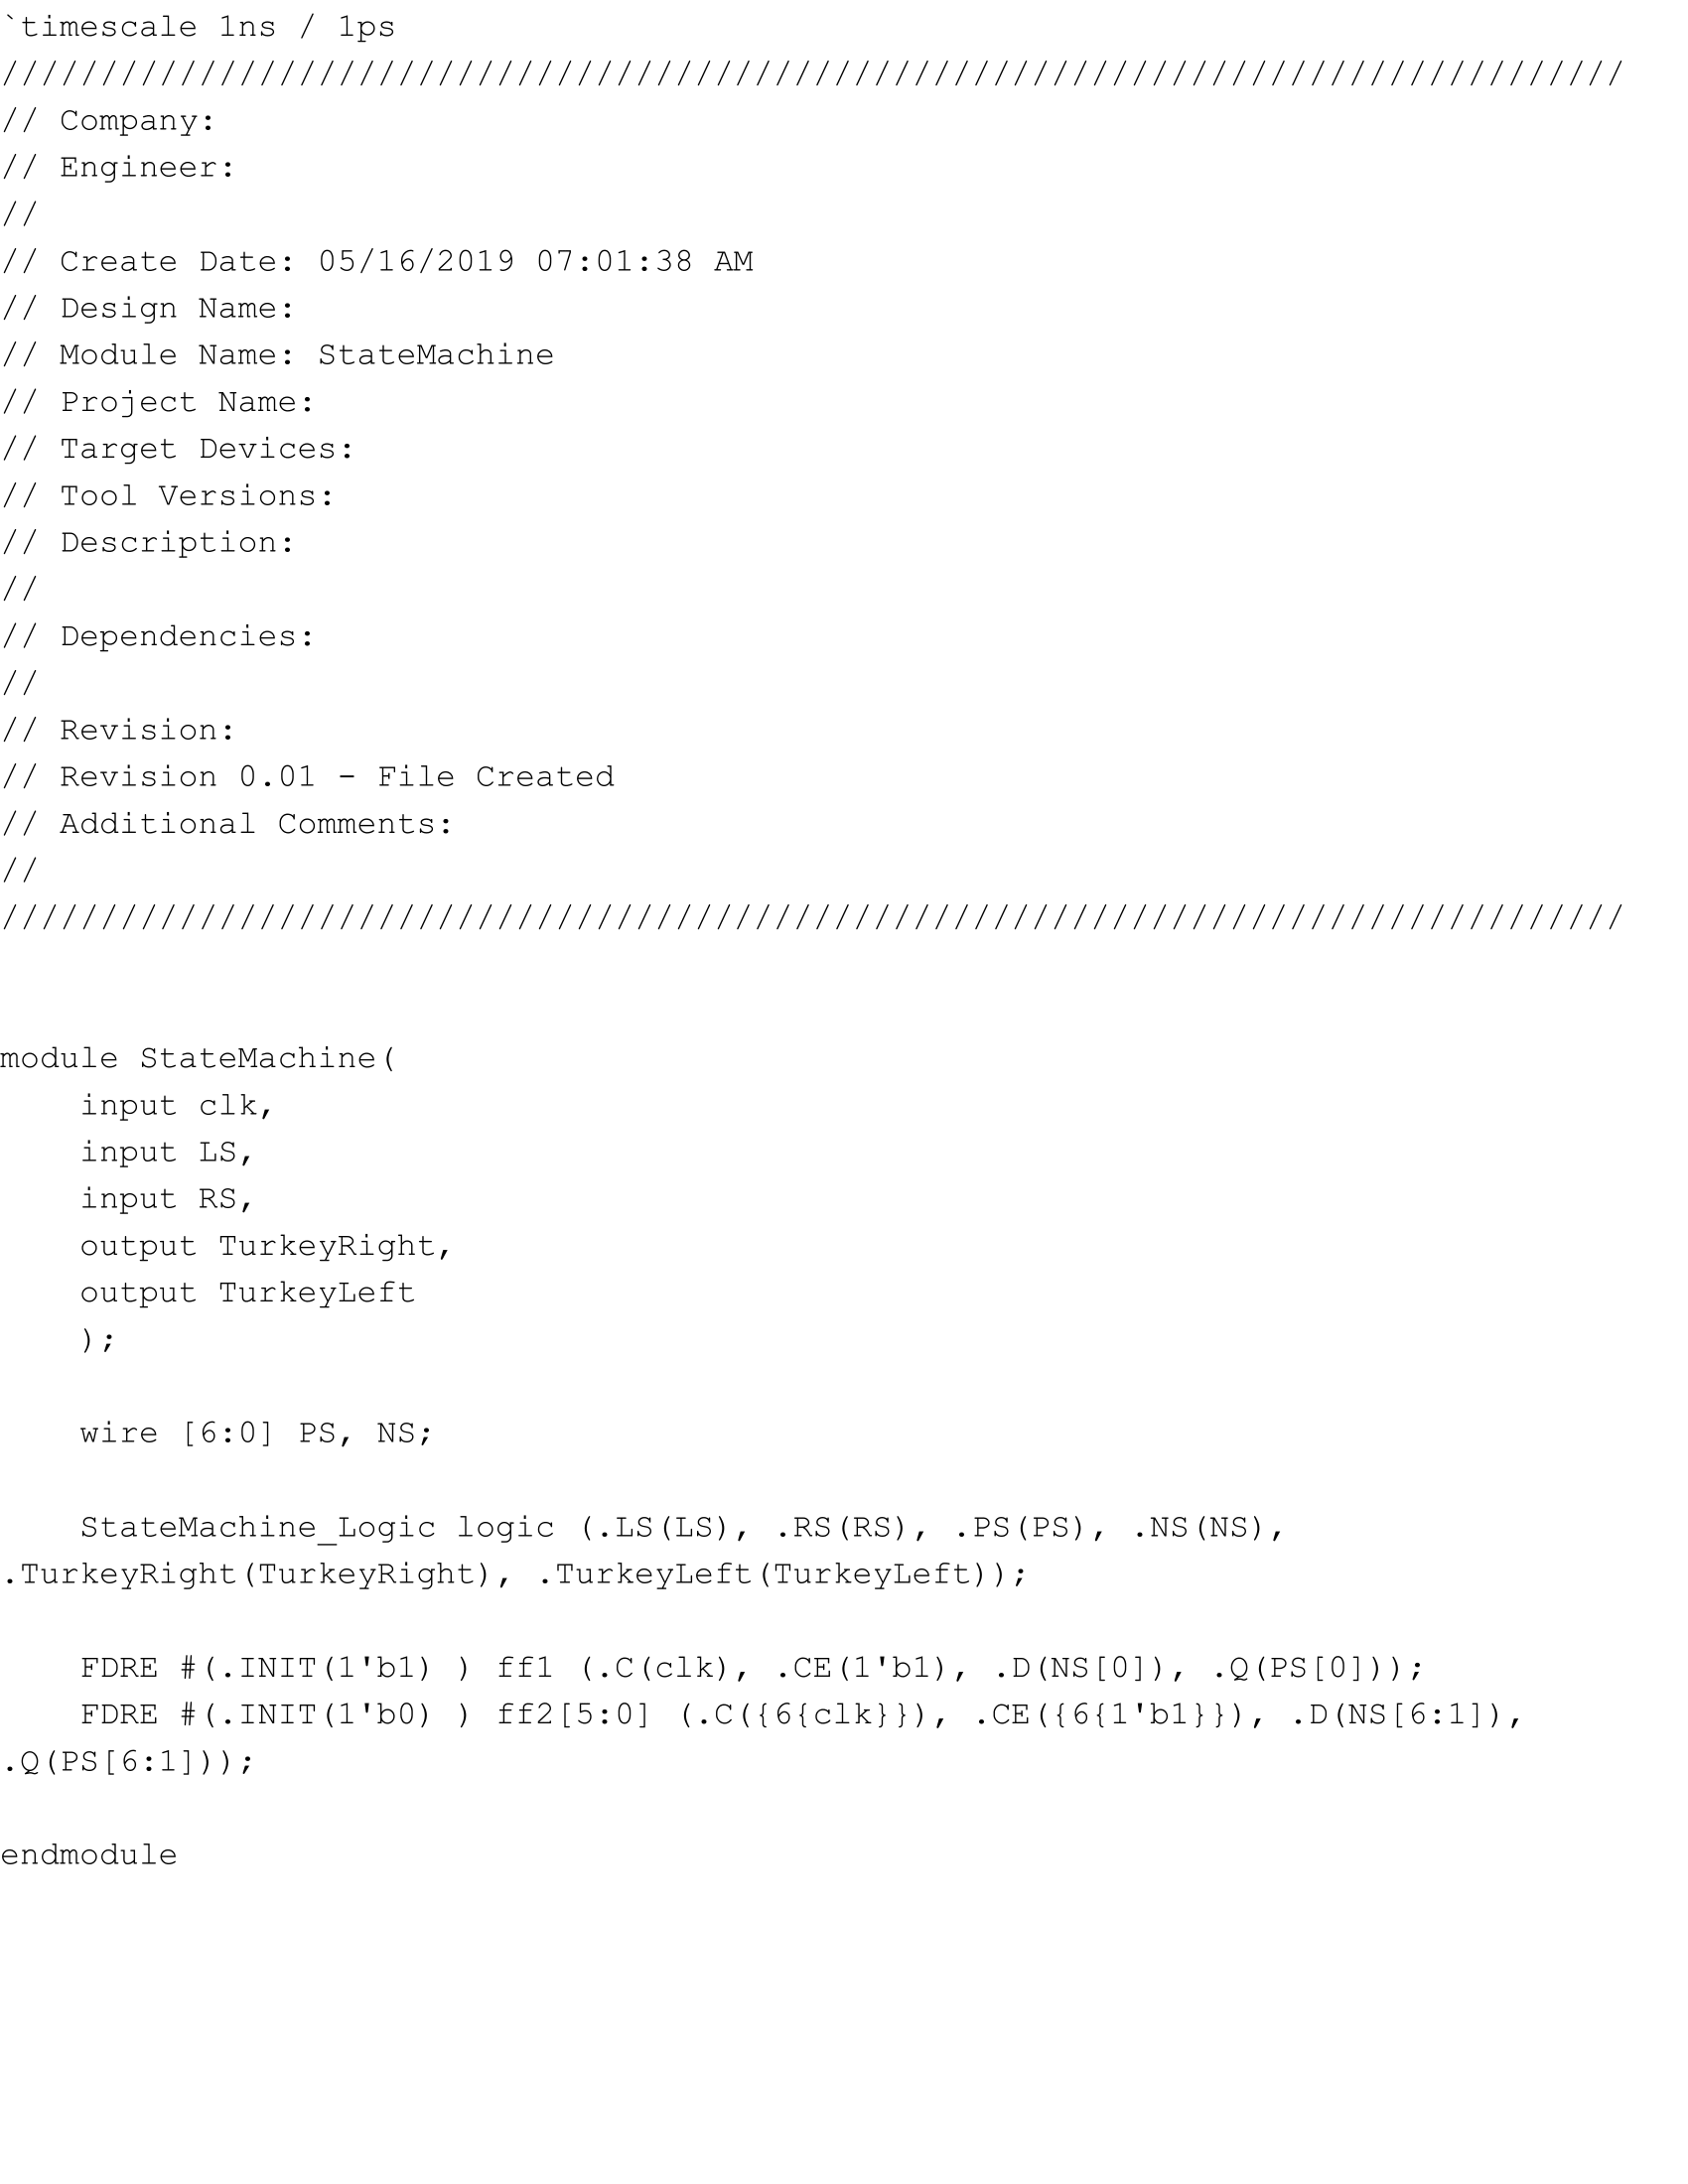 `timescale 1ns / 1ps
//////////////////////////////////////////////////////////////////////////////////
// Company:
// Engineer:
//
// Create Date: 05/16/2019 07:01:38 AM
// Design Name:
// Module Name: StateMachine
// Project Name:
// Target Devices:
// Tool Versions:
// Description:
//
// Dependencies:
//
// Revision:
// Revision 0.01 - File Created
// Additional Comments:
//
//////////////////////////////////////////////////////////////////////////////////
module StateMachine(
    input clk,
    input LS,
    input RS,
    output TurkeyRight,
    output TurkeyLeft
    );
    wire [6:0] PS, NS;
    StateMachine_Logic logic (.LS(LS), .RS(RS), .PS(PS), .NS(NS),
.TurkeyRight(TurkeyRight), .TurkeyLeft(TurkeyLeft));
    FDRE #(.INIT(1'b1) ) ff1 (.C(clk), .CE(1'b1), .D(NS[0]), .Q(PS[0]));
    FDRE #(.INIT(1'b0) ) ff2[5:0] (.C({6{clk}}), .CE({6{1'b1}}), .D(NS[6:1]),
.Q(PS[6:1]));
endmodule